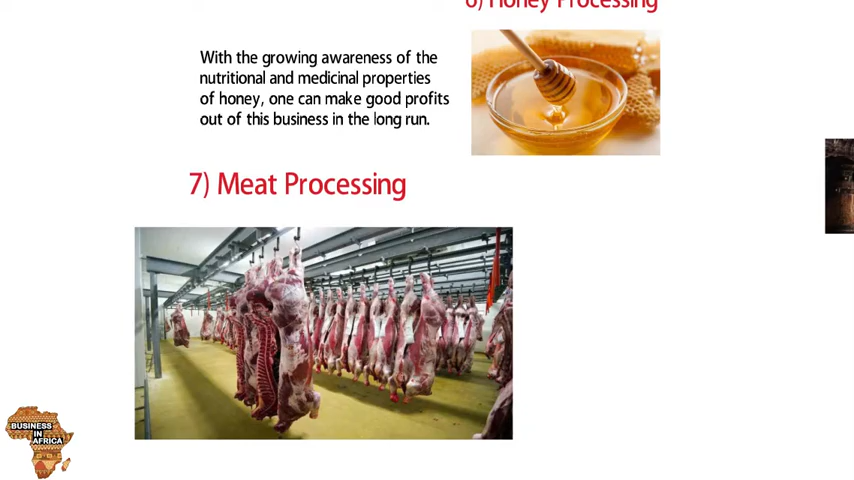 6) Honey Processing
With the growing awareness of the
nutritional and medicinal properties
of honey, one can make good profits
out of this business in the long run.
7) Meat Processing
BUSINESS
IN
AFRICA